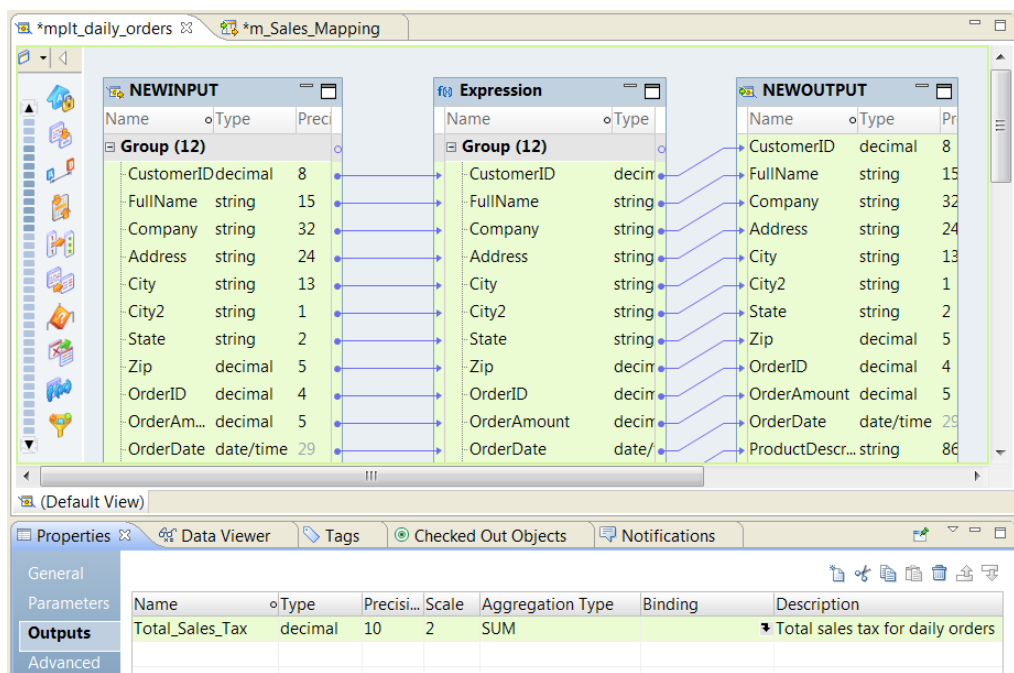 *mplt_daily_orders *m_Sales_Mapping
NEWINPUT
Name Type Preci
Group (12)
CustomerID decimal 8
FullName string 15
Company string 32
Address string 24
City string 13
City2 string 1
State string 2
Zip decimal 5
OrderID decimal 4
OrderAm... decimal 5
OrderDate date/time 29
f(x) Expression
Name Type
Group (12)
CustomerID decim
FullName string
Company string
Address string
City string
City2 string
State string
Zip decim
OrderID decim
OrderAmount decim
OrderDate date/
NEWOUTPUT
Name Type Pr
CustomerID decimal 8
FullName string 15
Company string 32
Address string 24
City string 13
City2 string 1
State string 2
Zip decimal 5
OrderID decimal 4
OrderAmount decimal 5
OrderDate date/time 29
ProductDescr... string 86
(Default View)
Properties Data Viewer Tags Checked Out Objects Notifications
General
Parameters
Outputs
Advanced
Name Type Precisi... Scale Aggregation Type Binding Description
Total_Sales_Tax decimal 10 2 SUM Total sales tax for daily orders